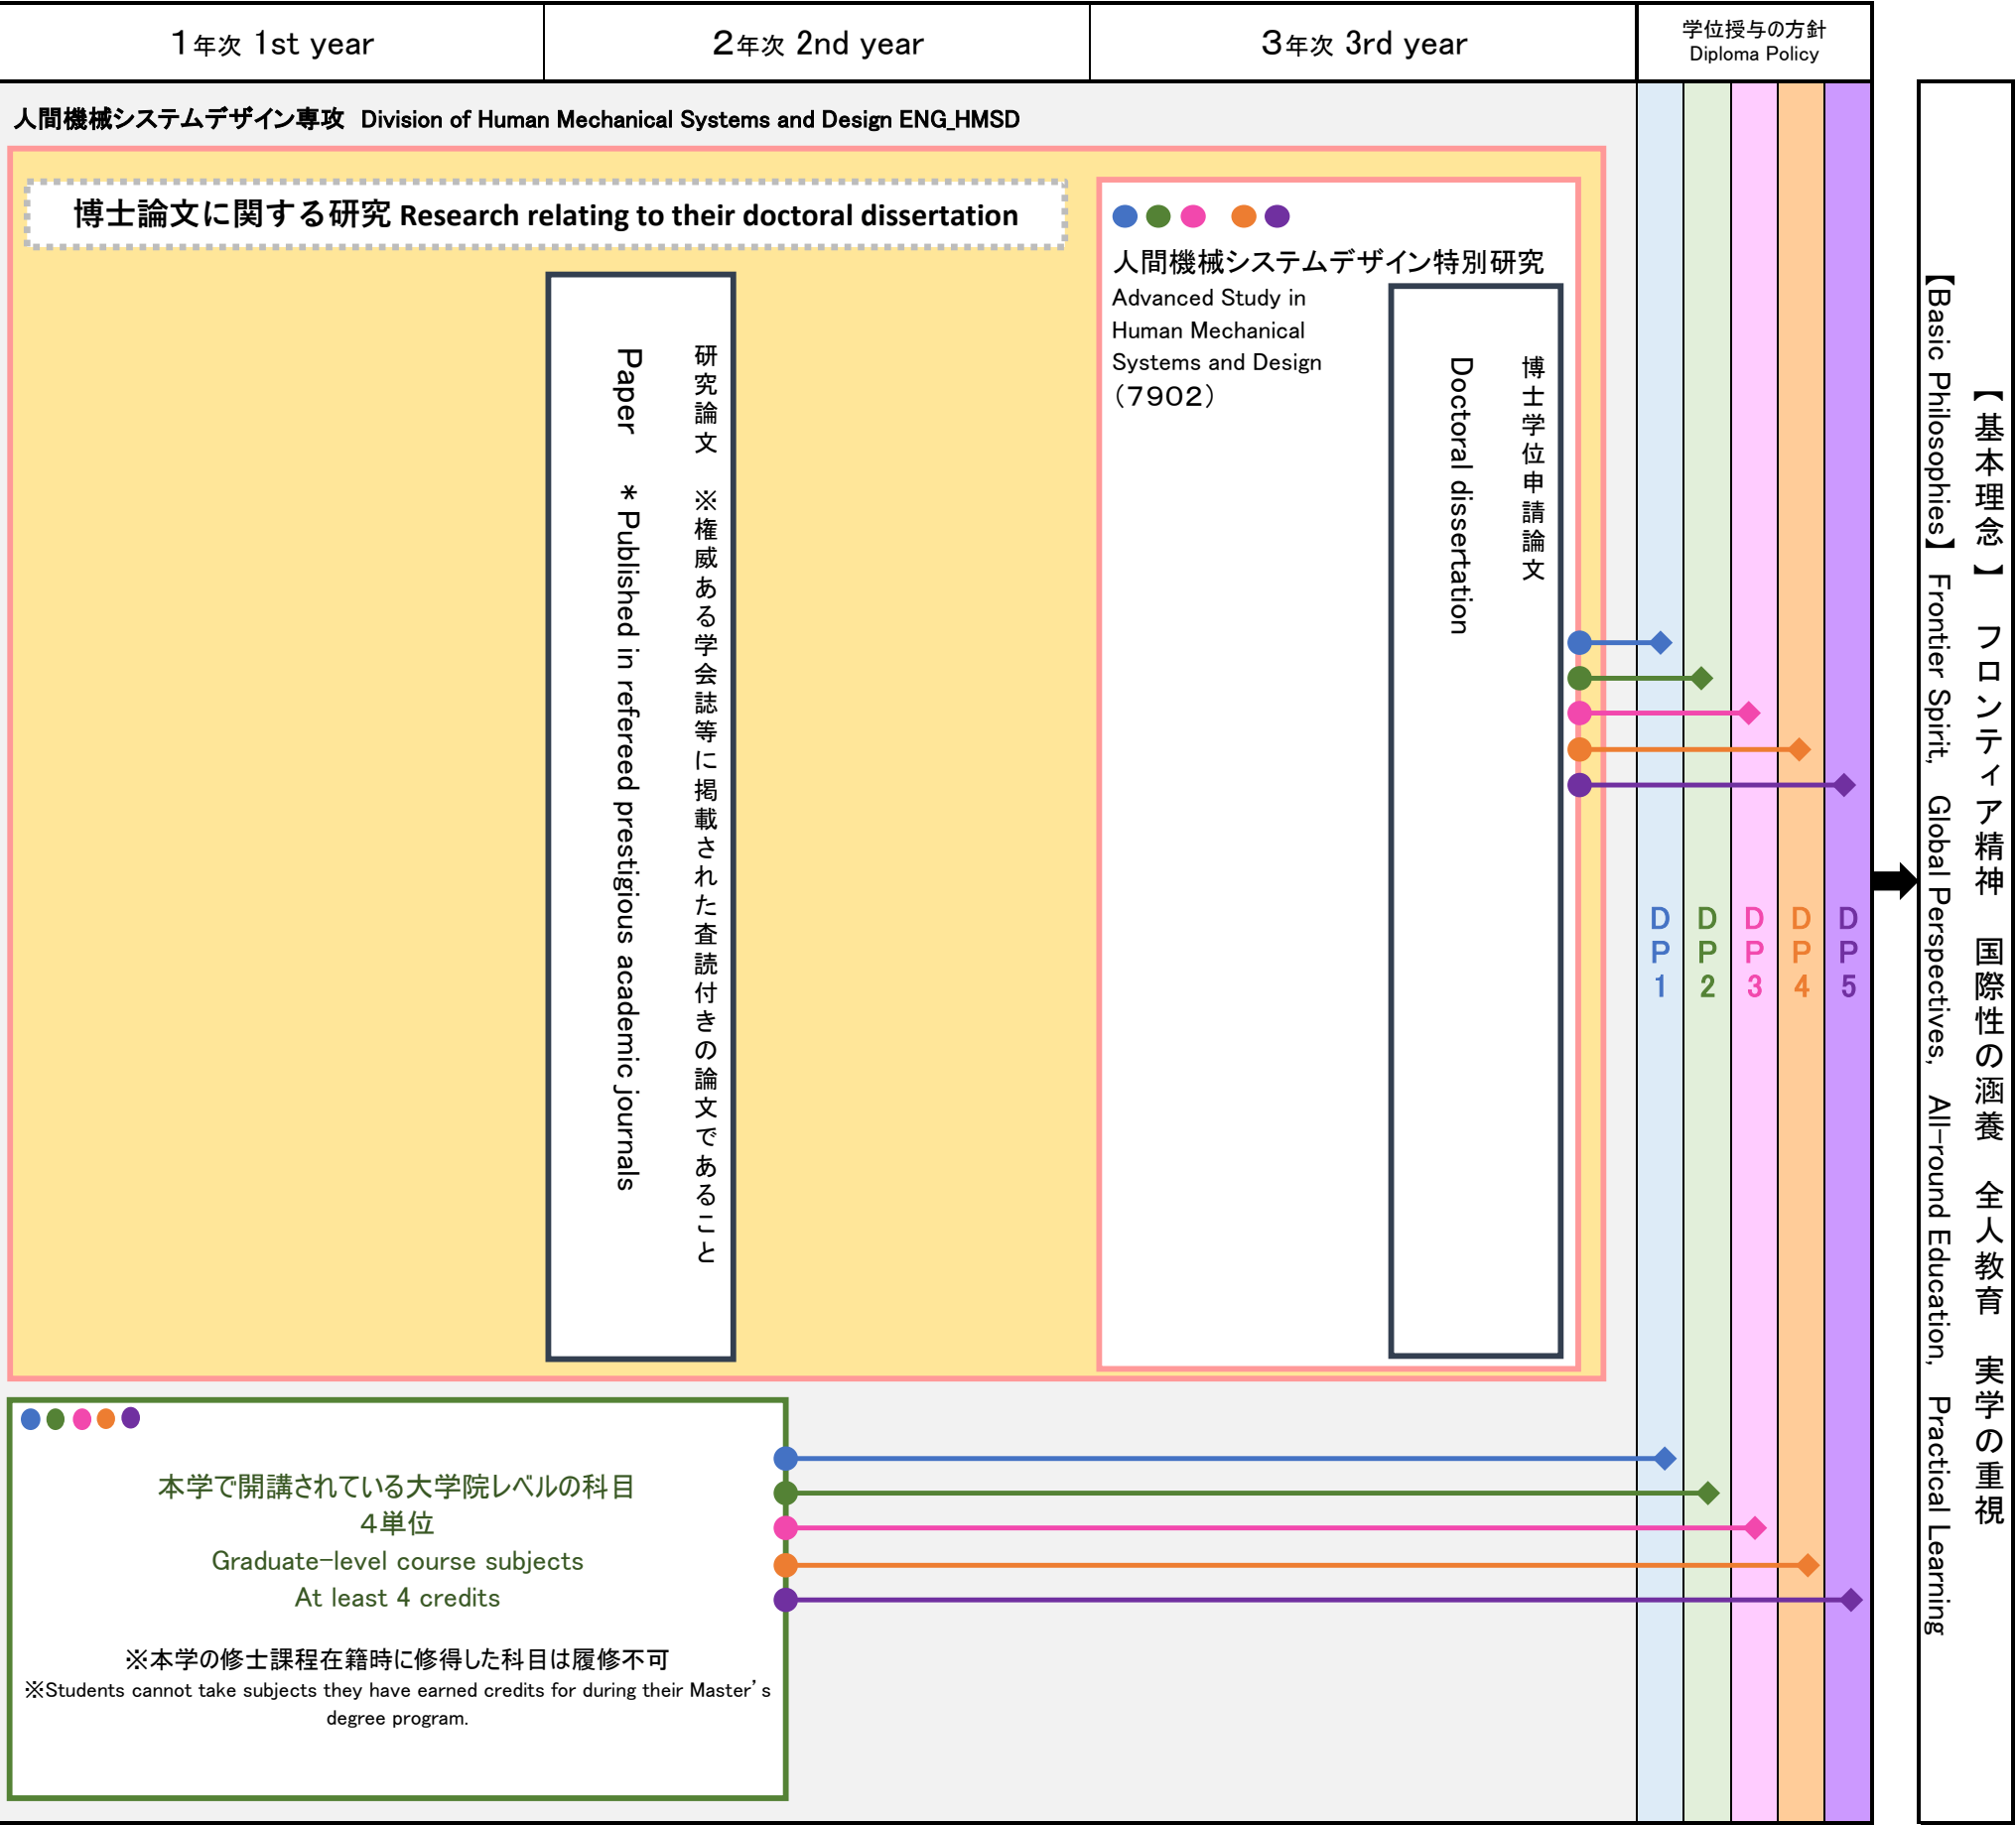 1年次 1st year
2年次 2nd year
3年次 3rd year
学位授与の方針
Diploma Policy
人間機械システムデザイン専攻 Division of Human Mechanical Systems and Design ENG_HMSD
博士論文に関する研究 Research relating to their doctoral dissertation
研究論文 ※権威ある学会誌等に掲載された査読付きの論文であること
Paper * Published in refereed prestigious academic journals
人間機械システムデザイン特別研究
Advanced Study in
Human Mechanical
Systems and Design
(7902)
博士学位申請論文
Doctoral dissertation
DP1
DP2
DP3
DP4
DP5
本学で開講されている大学院レベルの科目
4単位
Graduate-level course subjects
At least 4 credits
※本学の修士課程在籍時に修得した科目は履修不可
※Students cannot take subjects they have earned credits for during their Master's
degree program.
【基本理念】 フロンティア精神 国際性の涵養 全人教育 実学の重視
【Basic Philosophies】 Frontier Spirit, Global Perspectives, All-round Education, Practical Learning